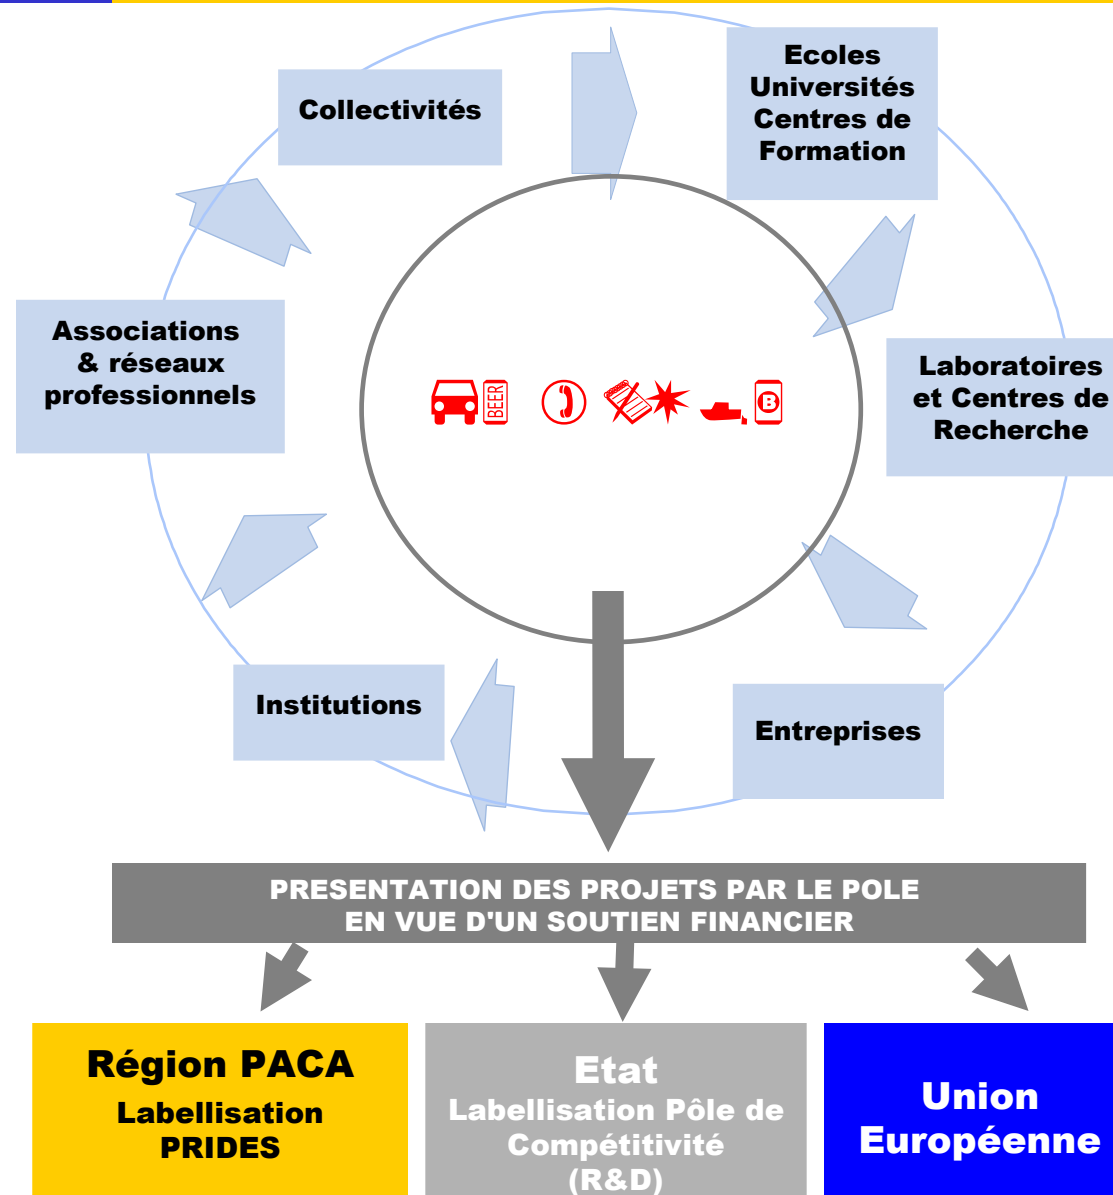 Ecoles
Universités
Centres de
Formation
Collectivités
Associations
& réseaux
professionnels
BEER
B
Laboratoires
et Centres de
Recherche
Institutions
Entreprises
PRESENTATION DES PROJETS PAR LE POLE
EN VUE D'UN SOUTIEN FINANCIER
Région PACA
Labellisation
PRIDES
Etat
Labellisation Pôle de
Compétitivité
(R&D)
Union
Européenne